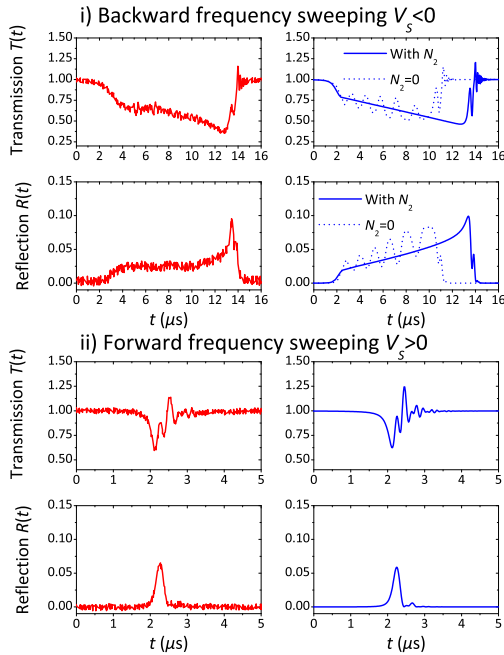 i) Backward frequency sweeping V_S<0
Transmission T(t)
1.25
1.00
0.75
0.50
0.25
0 2 4 6 8 10 12 14 16
1.25
1.00
0.75
0.50
0.25
With N_2
N_2=0
0 2 4 6 8 10 12 14 16
Reflection R(t)
0.15
0.10
0.05
0.00
0 2 4 6 8 10 12 14 16
t (μs)
0.15
0.10
0.05
0.00
With N_2
N_2=0
0 2 4 6 8 10 12 14 16
t (μs)
ii) Forward frequency sweeping V_S>0
Transmission T(t)
1.50
1.25
1.00
0.75
0.50
0 1 2 3 4 5
1.50
1.25
1.00
0.75
0.50
0 1 2 3 4 5
Reflection R(t)
0.15
0.10
0.05
0.00
0 1 2 3 4 5
t (μs)
0.15
0.10
0.05
0.00
0 1 2 3 4 5
t (μs)